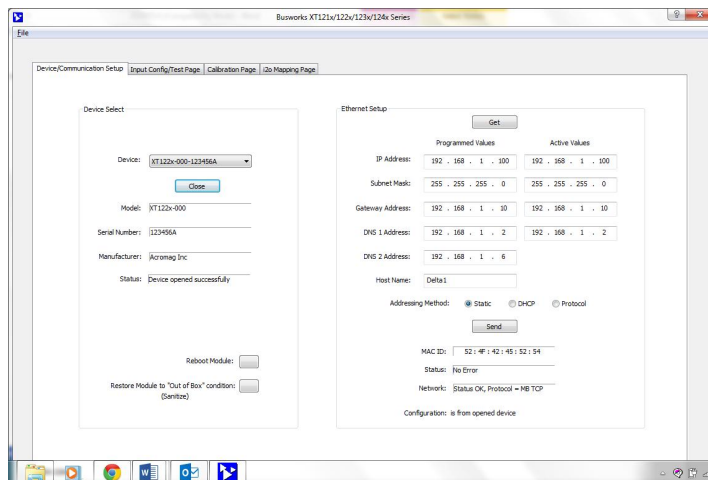 Busworks XT121x/122x/123x/124x Series
File
Device/Communication Setup Input Config/Test Page Calibration Page i2o Mapping Page
Device Select
Device: XT122x-000-123456A
Close
Model: XT122x-000
Serial Number: 123456A
Manufacturer: Acromag Inc
Status: Device opened successfully
Reboot Module:
Restore Module to "Out of Box" condition:
(Sanitize)
Ethernet Setup
Get
Programmed Values Active Values
IP Address: 192 . 168 . 1 . 100 192 . 168 . 1 . 100
Subnet Mask: 255 . 255 . 255 . 0 255 . 255 . 255 . 0
Gateway Address: 192 . 168 . 1 . 10 192 . 168 . 1 . 10
DNS 1 Address: 192 . 168 . 1 . 2 192 . 168 . 1 . 2
DNS 2 Address: 192 . 168 . 1 . 6
Host Name: Delta1
Addressing Method: Static DHCP Protocol
Send
MAC ID: 52 : 4F : 42 : 45 : 52 : 54
Status: No Error
Network: Status OK, Protocol = MB TCP
Configuration: is from opened device